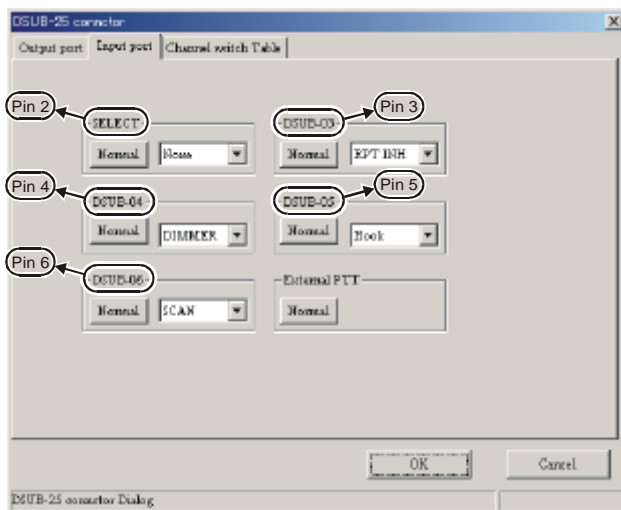 DSUB-25 connctor
Output port Input port Channel switch Table
Pin 2 Pin 3
SELECT DSUB-03
Normal None Normal RPT INH
Pin 4 Pin 5
DSUB-04 DSUB-05
Normal DIMMER Normal Hook
Pin 6
DSUB-06 External PTT
Normal SCAN Normal
OK Cancel
DSUB-25 connctor Dialog